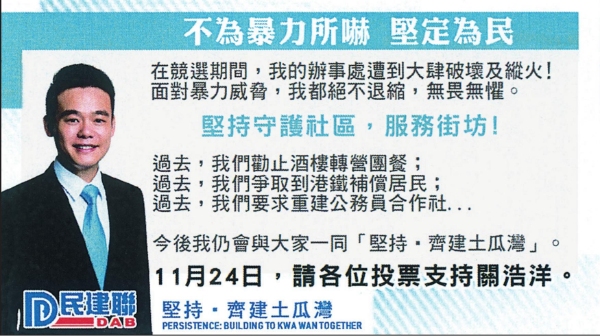 不為暴力所嚇 堅定為民
在競選期間，我的辦事處遭到大肆破壞及縱火！
面對暴力威脅，我都絕不退縮，無畏無懼。
堅持守護社區，服務街坊！
過去，我們勸止酒樓轉營團餐；
過去，我們爭取到港鐵補償居民；
過去，我們要求重建公務員合作社...
今後我仍會與大家一同「堅持·齊建土瓜灣」。
11月24日，請各位投票支持關浩洋。
民建聯
DAB
堅持·齊建土瓜灣
PERSISTENCE: BUILDING TO KWA WAN TOGETHER